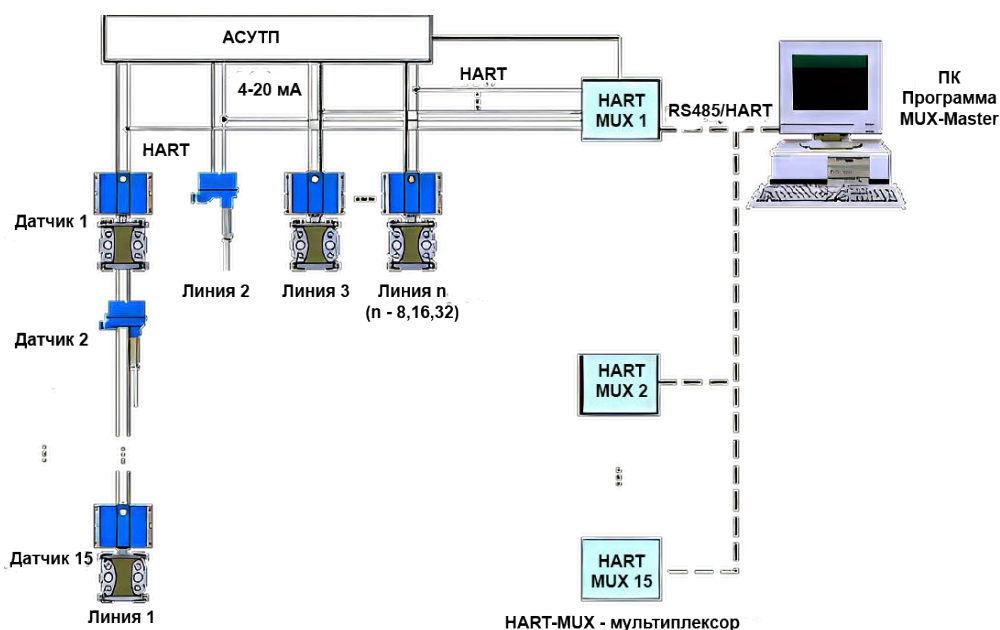 АСУТП
4-20 мА
HART
HART
MUX 1
RS485/HART
ПК
Программа
MUX-Master
HART
Датчик 1
Линия 2
Линия 3
Линия n
(n - 8,16,32)
Датчик 2
HART
MUX 2
Датчик 15
HART
MUX 15
Линия 1
HART-MUX - мультиплексор